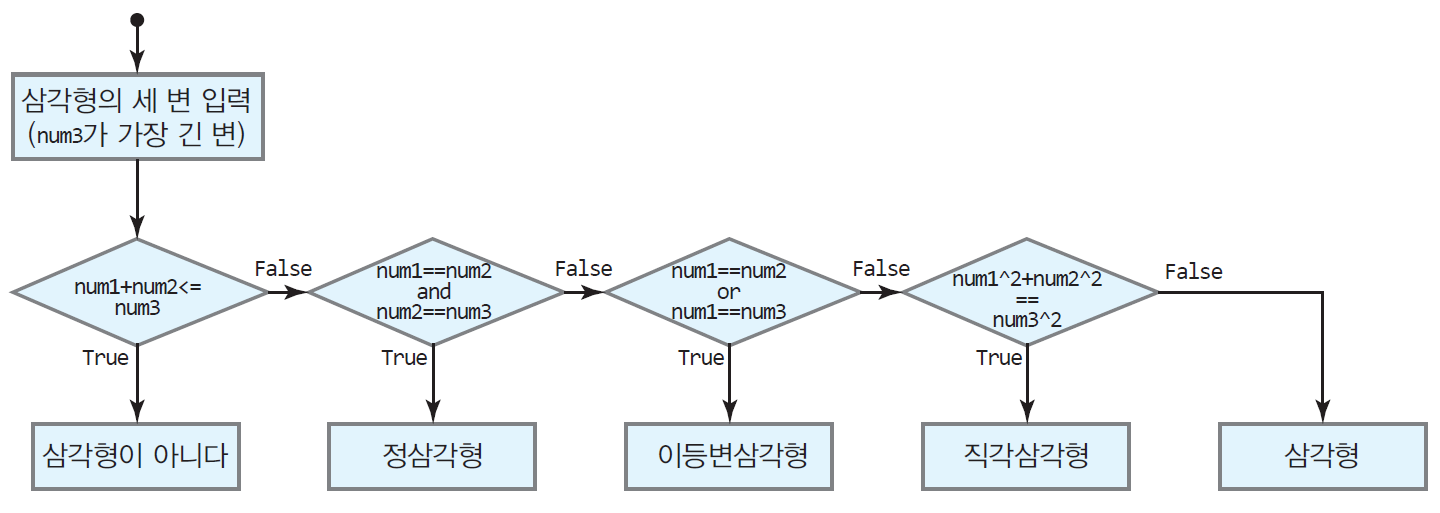 삼각형의 세 변 입력
(num3가 가장 긴 변)
num1+num2<=
num3
False
True
num1==num2
and
num2==num3
False
True
num1==num2
or
num1==num3
False
True
num1^2+num2^2
==
num3^2
False
True
삼각형이 아니다
정삼각형
이등변삼각형
직각삼각형
삼각형